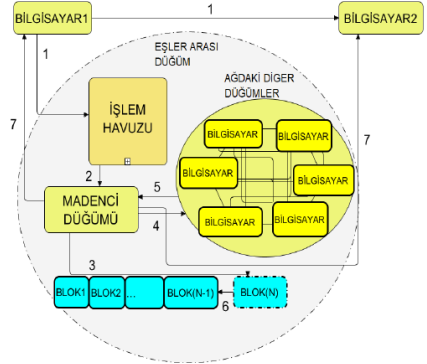 1
BİLGİSAYAR1
BİLGİSAYAR2
1
EŞLER ARASI
DÜĞÜM
AĞDAKİ DİGER
DÜĞÜMLER
İŞLEM
HAVUZU
7
7
BİLGİSAYAR
BİLGİSAYAR
BİLGİSAYAR
BİLGİSAYAR
BİLGİSAYAR
BİLGİSAYAR
2
5
MADENCİ
DÜĞÜMÜ
4
3
BLOK1
BLOK2
...
BLOK(N-1)
BLOK(N)
6